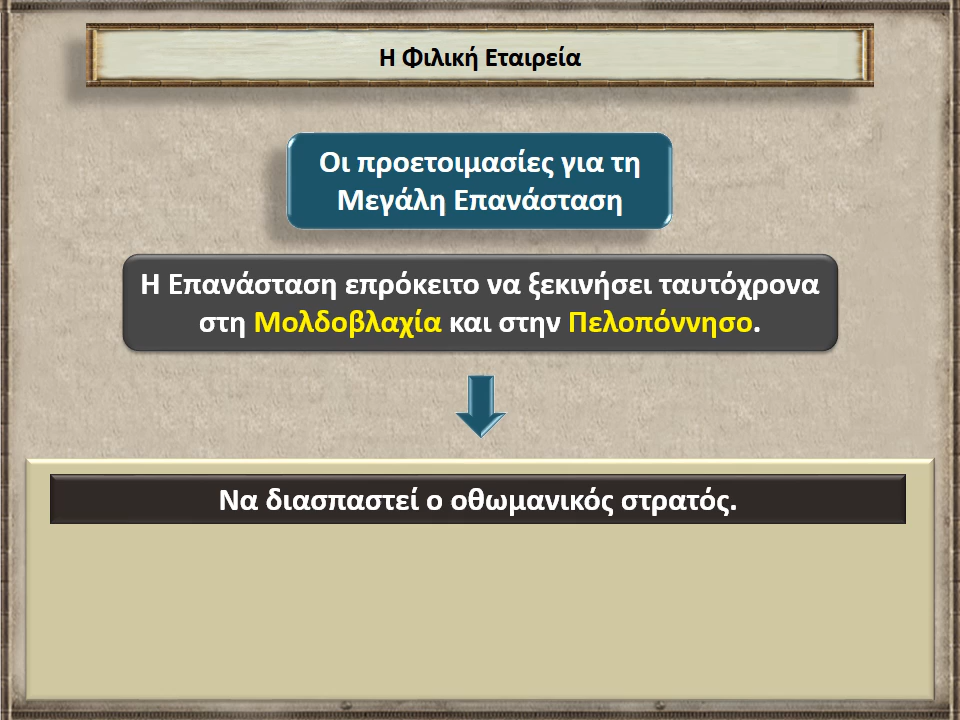 Η Φιλική Εταιρεία
Οι προετοιμασίες για τη
Μεγάλη Επανάσταση
Η Επανάσταση επρόκειτο να ξεκινήσει ταυτόχρονα
στη Μολδοβλαχία και στην Πελοπόννησο.
Να διασπαστεί ο οθωμανικός στρατός.